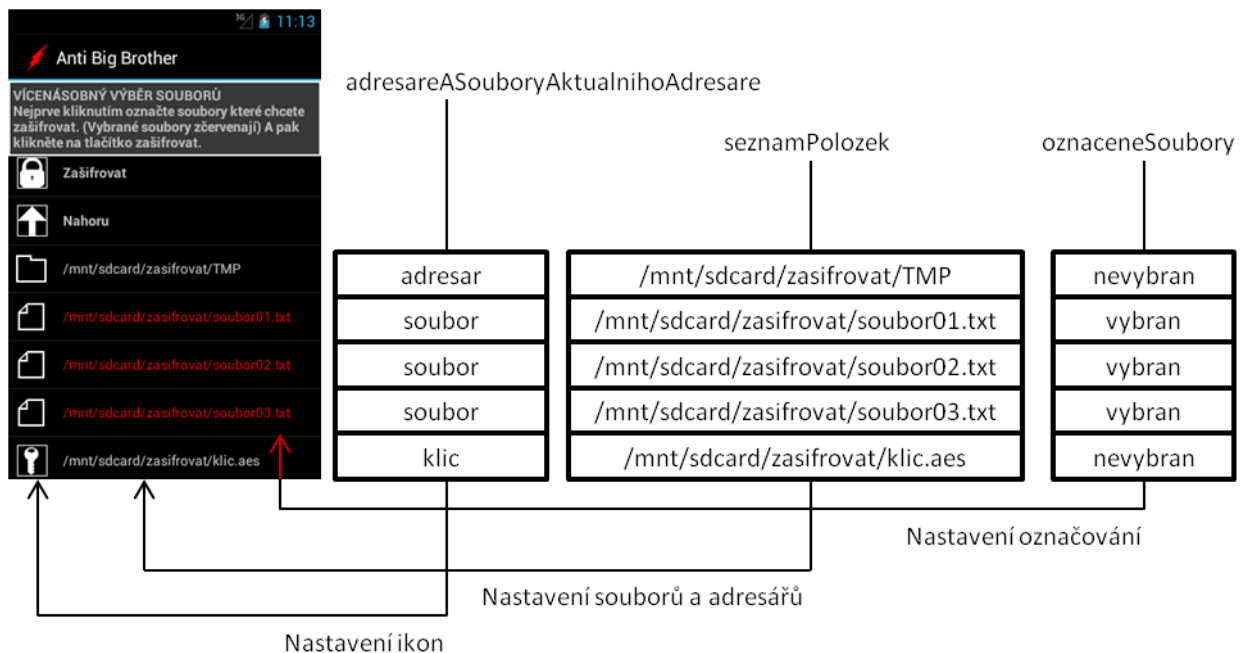 3G 11:13
Anti Big Brother
VÍCENÁSOBNÝ VÝBĚR SOUBORŮ
Nejprve kliknutím označte soubory které chcete
zašifrovat. (Vybrané soubory zčervenají) A pak
klikněte na tlačítko zašifrovat.
Zašifrovat
Nahoru
/mnt/sdcard/zasifrovat/TMP
/mnt/sdcard/zasifrovat/soubor01.txt
/mnt/sdcard/zasifrovat/soubor02.txt
/mnt/sdcard/zasifrovat/soubor03.txt
/mnt/sdcard/zasifrovat/klic.aes
adresareASouboryAktualnihoAdresare
seznamPolozek
oznaceneSoubory
adresar /mnt/sdcard/zasifrovat/TMP nevybran
soubor /mnt/sdcard/zasifrovat/soubor01.txt vybran
soubor /mnt/sdcard/zasifrovat/soubor02.txt vybran
soubor /mnt/sdcard/zasifrovat/soubor03.txt vybran
klic /mnt/sdcard/zasifrovat/klic.aes nevybran
Nastavení označování
Nastavení souborů a adresářů
Nastavení ikon